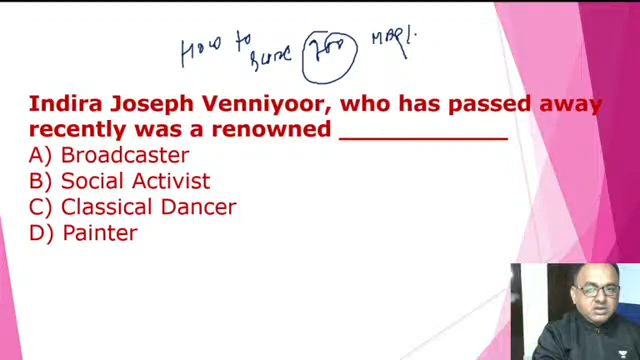 How to
Indira Joseph Venniyoor, who has passed away
recently was a renowned ____________
A) Broadcaster
B) Social Activist
C) Classical Dancer
D) Painter